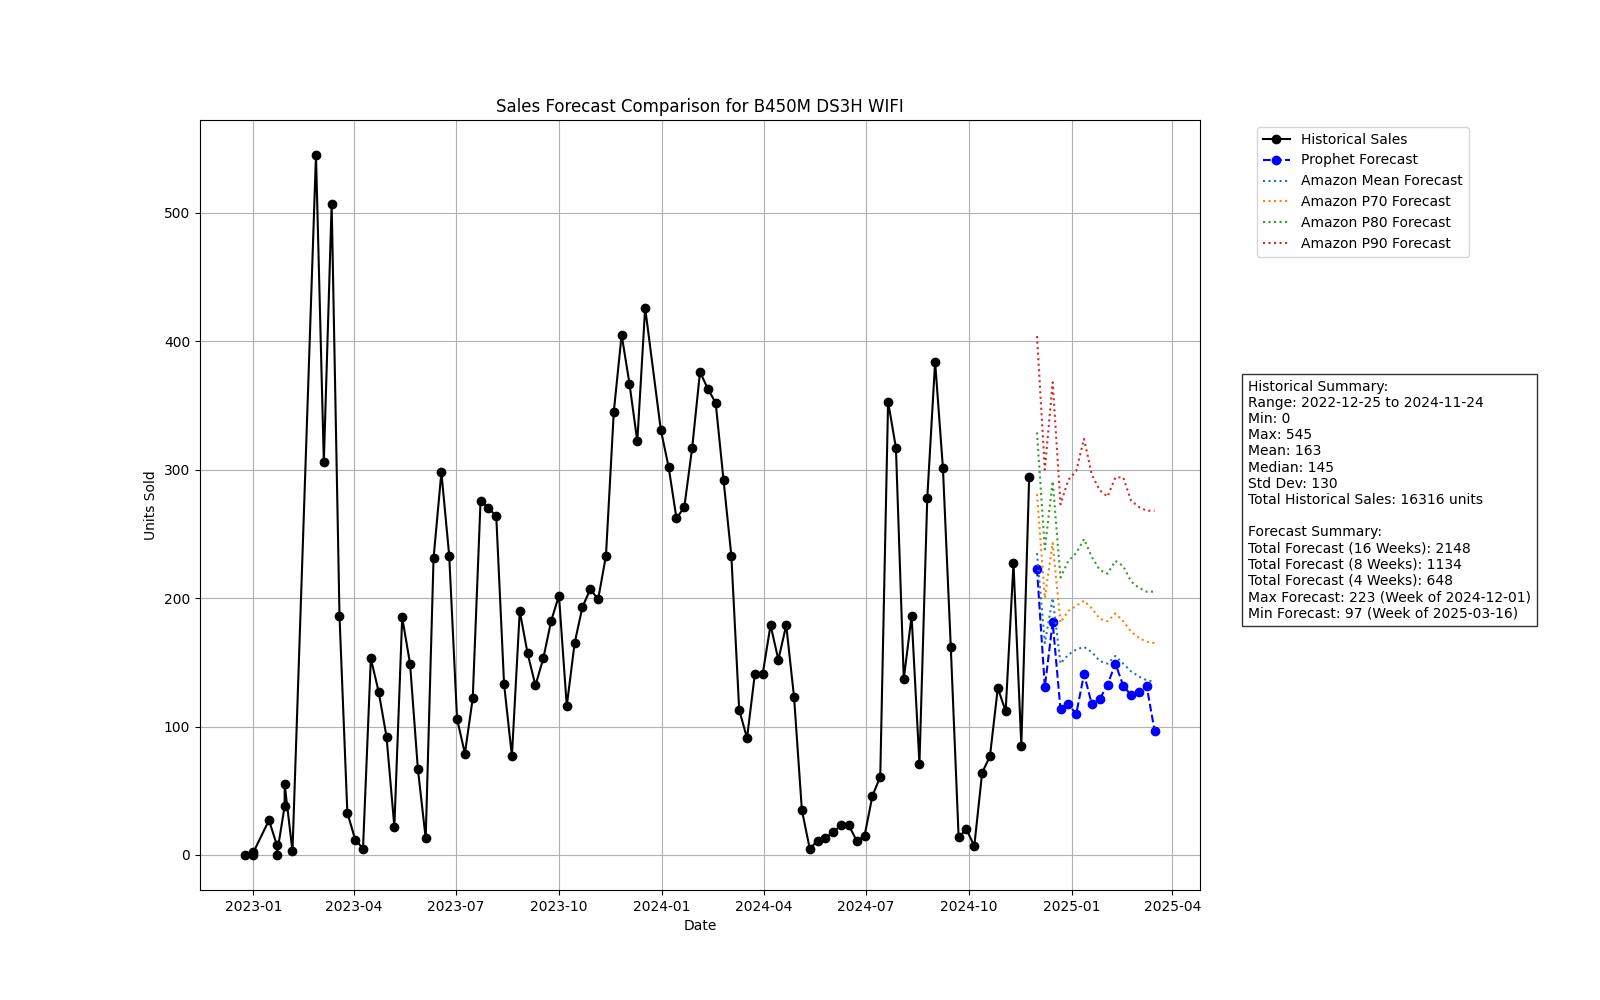 Sales Forecast Comparison for B450M DS3H WIFI
Historical Sales
Prophet Forecast
Amazon Mean Forecast
Amazon P70 Forecast
Amazon P80 Forecast
Amazon P90 Forecast
Units Sold
500
400
300
200
100
0
2023-01 2023-04 2023-07 2023-10 2024-01 2024-04 2024-07 2024-10 2025-01 2025-04
Date
Historical Summary:
Range: 2022-12-25 to 2024-11-24
Min: 0
Max: 545
Mean: 163
Median: 145
Std Dev: 130
Total Historical Sales: 16316 units
Forecast Summary:
Total Forecast (16 Weeks): 2148
Total Forecast (8 Weeks): 1134
Total Forecast (4 Weeks): 648
Max Forecast: 223 (Week of 2024-12-01)
Min Forecast: 97 (Week of 2025-03-16)